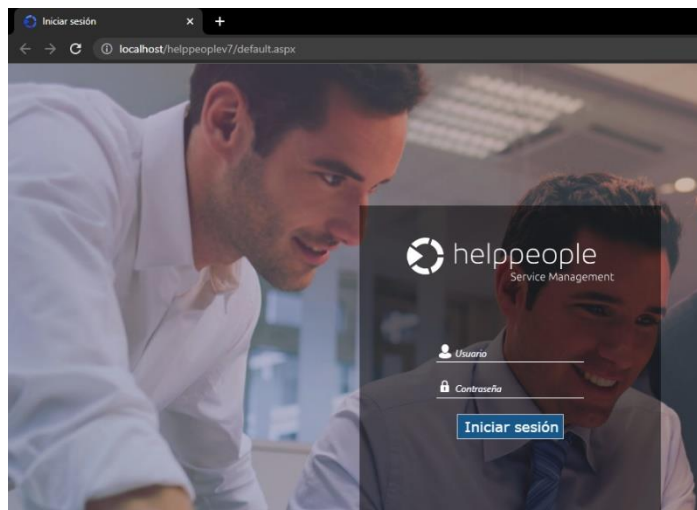 Iniciar sesión
localhost/helppeoplev7/default.aspx
helppeople
Service Management
Usuario
Contraseña
Iniciar sesión